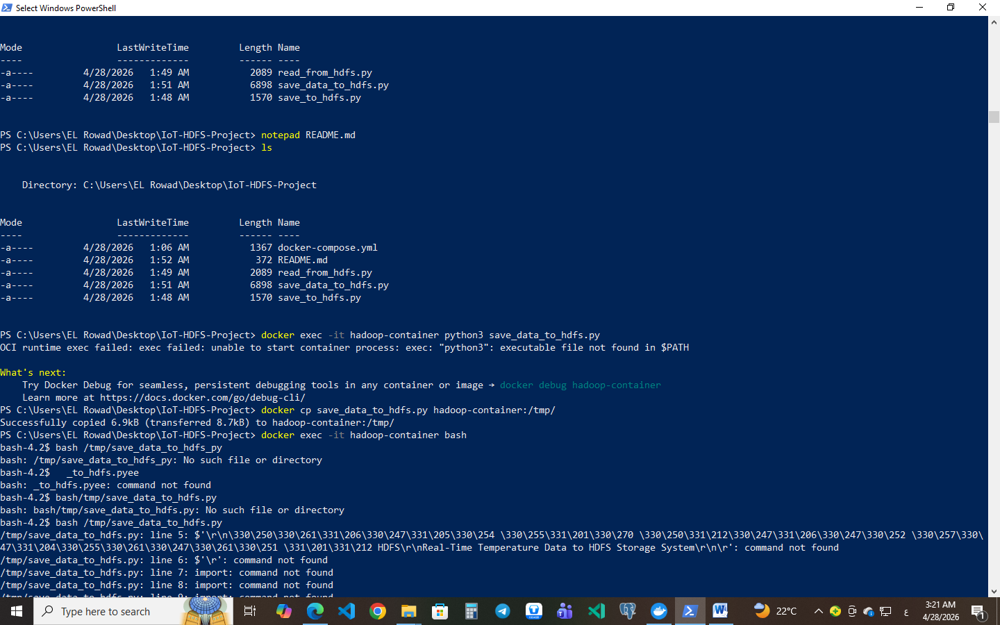 Select Windows PowerShell
Mode LastWriteTime Length Name
---- ------------- ------ ----
-a---- 4/28/2026 1:49 AM 2089 read_from_hdfs.py
-a---- 4/28/2026 1:51 AM 6898 save_data_to_hdfs.py
-a---- 4/28/2026 1:48 AM 1570 save_to_hdfs.py
PS C:\Users\EL Rowad\Desktop\IoT-HDFS-Project> notepad README.md
PS C:\Users\EL Rowad\Desktop\IoT-HDFS-Project> ls
Directory: C:\Users\EL Rowad\Desktop\IoT-HDFS-Project
Mode LastWriteTime Length Name
---- ------------- ------ ----
-a---- 4/28/2026 1:06 AM 1367 docker-compose.yml
-a---- 4/28/2026 1:52 AM 372 README.md
-a---- 4/28/2026 1:49 AM 2089 read_from_hdfs.py
-a---- 4/28/2026 1:51 AM 6898 save_data_to_hdfs.py
-a---- 4/28/2026 1:48 AM 1570 save_to_hdfs.py
PS C:\Users\EL Rowad\Desktop\IoT-HDFS-Project> docker exec -it hadoop-container python3 save_data_to_hdfs.py
OCI runtime exec failed: exec failed: unable to start container process: exec: "python3": executable file not found in $PATH
What's next:
Try Docker Debug for seamless, persistent debugging tools in any container or image → docker debug hadoop-container
Learn more at https://docs.docker.com/go/debug-cli/
PS C:\Users\EL Rowad\Desktop\IoT-HDFS-Project> docker cp save_data_to_hdfs.py hadoop-container:/tmp/
Successfully copied 6.9kB (transferred 8.7kB) to hadoop-container:/tmp/
PS C:\Users\EL Rowad\Desktop\IoT-HDFS-Project> docker exec -it hadoop-container bash
bash-4.2$ bash /tmp/save_data_to_hdfs_py
bash: /tmp/save_data_to_hdfs_py: No such file or directory
bash-4.2$ _to_hdfs.pyee
bash: _to_hdfs.pyee: command not found
bash-4.2$ bash/tmp/save_data_to_hdfs.py
bash: bash/tmp/save_data_to_hdfs.py: No such file or directory
bash-4.2$ bash /tmp/save_data_to_hdfs.py
/tmp/save_data_to_hdfs.py: line 5: $'\r\n\330\250\330\261\331\206\330\247\331\205\330\254 \330\255\331\201\330\270 \330\250\331\212\330\247\331\206\330\247\330\252 \330\257\330\
47\331\204\330\255\330\261\330\247\330\261\330\251 \331\201\331\212 HDFS\r\nReal-Time Temperature Data to HDFS Storage System\r\n\r': command not found
/tmp/save_data_to_hdfs.py: line 6: $'\r': command not found
/tmp/save_data_to_hdfs.py: line 7: import: command not found
/tmp/save_data_to_hdfs.py: line 8: import: command not found
/tmp/save_data_to_hdfs.py: line 9: import: command not found
Type here to search
22°C
ع
3:21 AM
4/28/2026
1